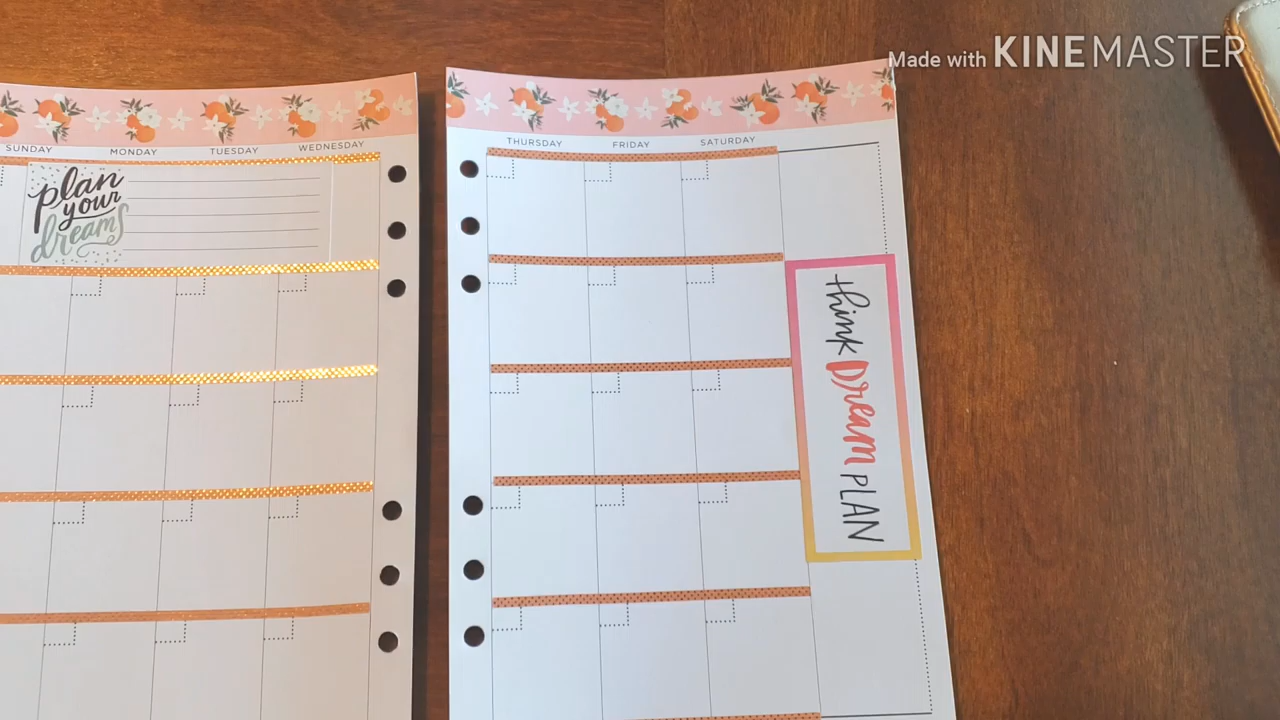 Made with KINEMASTER
SUNDAY MONDAY TUESDAY WEDNESDAY
plan
your
dreams
THURSDAY FRIDAY SATURDAY
think Dream PLAN